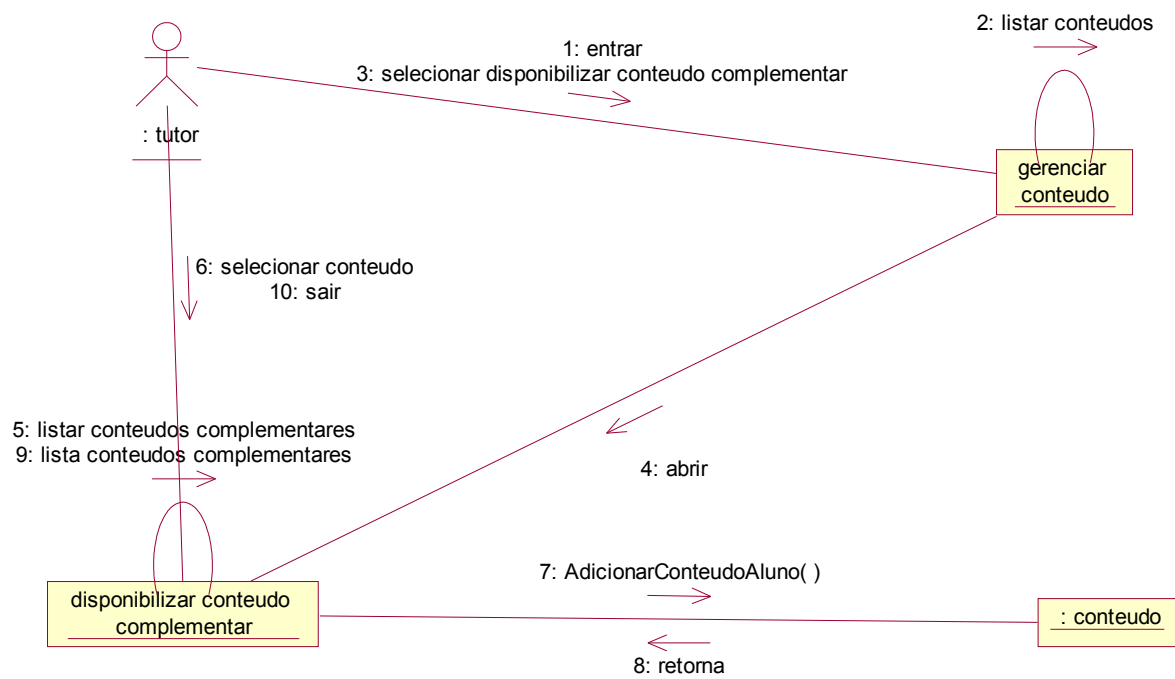 2: listar conteudos
1: entrar
3: selecionar disponibilizar conteudo complementar
: tutor
gerenciar
conteudo
6: selecionar conteudo
10: sair
5: listar conteudos complementares
9: lista conteudos complementares
4: abrir
7: AdicionarConteudoAluno( )
disponibilizar conteudo
complementar
: conteudo
8: retorna